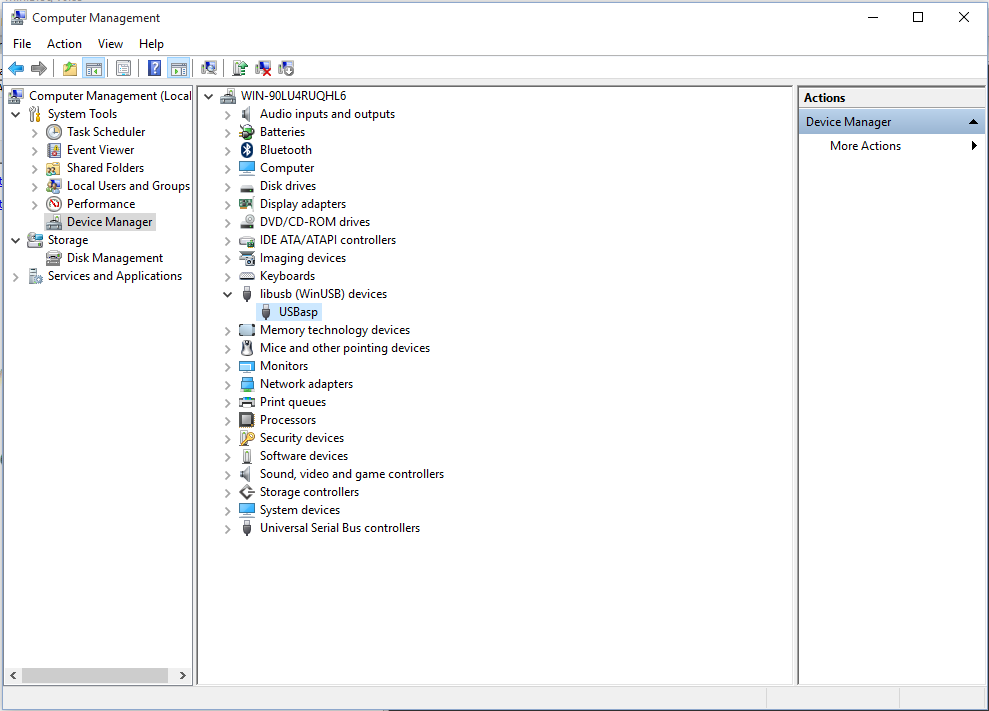 Computer Management
File Action View Help
Computer Management (Local
System Tools
Task Scheduler
Event Viewer
Shared Folders
Local Users and Groups
Performance
Device Manager
Storage
Disk Management
Services and Applications
WIN-90LU4RUQHL6
Audio inputs and outputs
Batteries
Bluetooth
Computer
Disk drives
Display adapters
DVD/CD-ROM drives
IDE ATA/ATAPI controllers
Imaging devices
Keyboards
libusb (WinUSB) devices
USBasp
Memory technology devices
Mice and other pointing devices
Monitors
Network adapters
Print queues
Processors
Security devices
Software devices
Sound, video and game controllers
Storage controllers
System devices
Universal Serial Bus controllers
Actions
Device Manager
More Actions